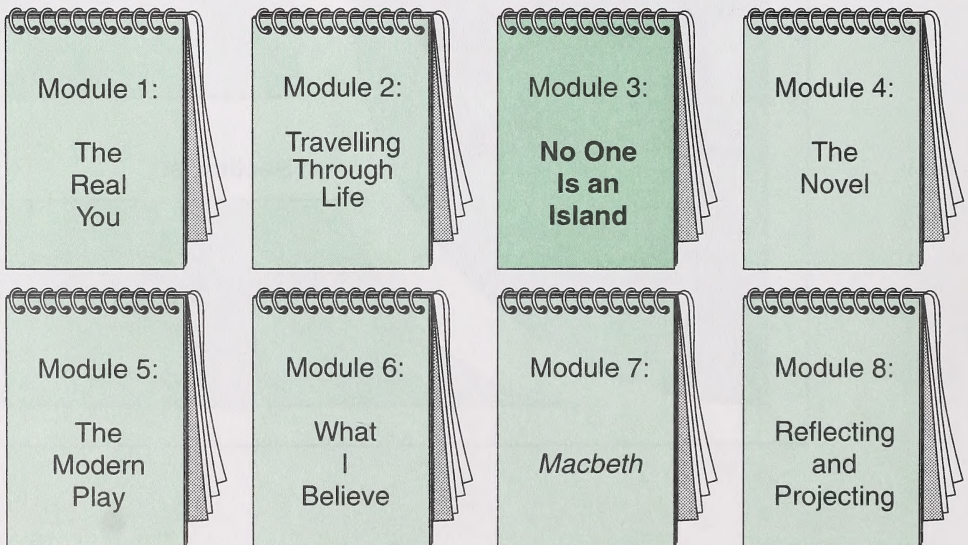 Module 1:
The
Real
You
Module 2:
Travelling
Through
Life
Module 3:
No One
Is an
Island
Module 4:
The
Novel
Module 5:
The
Modern
Play
Module 6:
What
I
Believe
Module 7:
Macbeth
Module 8:
Reflecting
and
Projecting